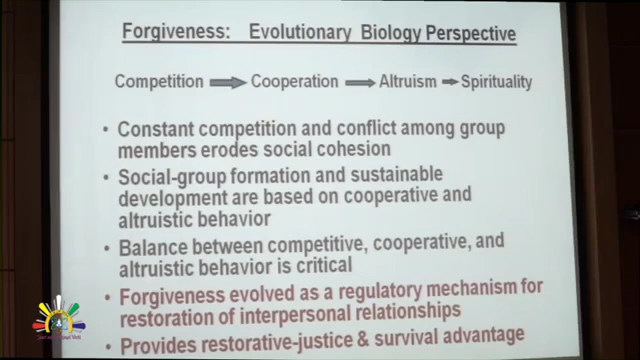 Forgiveness: Evolutionary Biology Perspective
Competition Cooperation Altruism Spirituality
• Constant competition and conflict among group
members erodes social cohesion
• Social-group formation and sustainable
development are based on cooperative and
altruistic behavior
• Balance between competitive, cooperative, and
altruistic behavior is critical
• Forgiveness evolved as a regulatory mechanism for
restoration of interpersonal relationships
• Provides restorative-justice & survival advantage